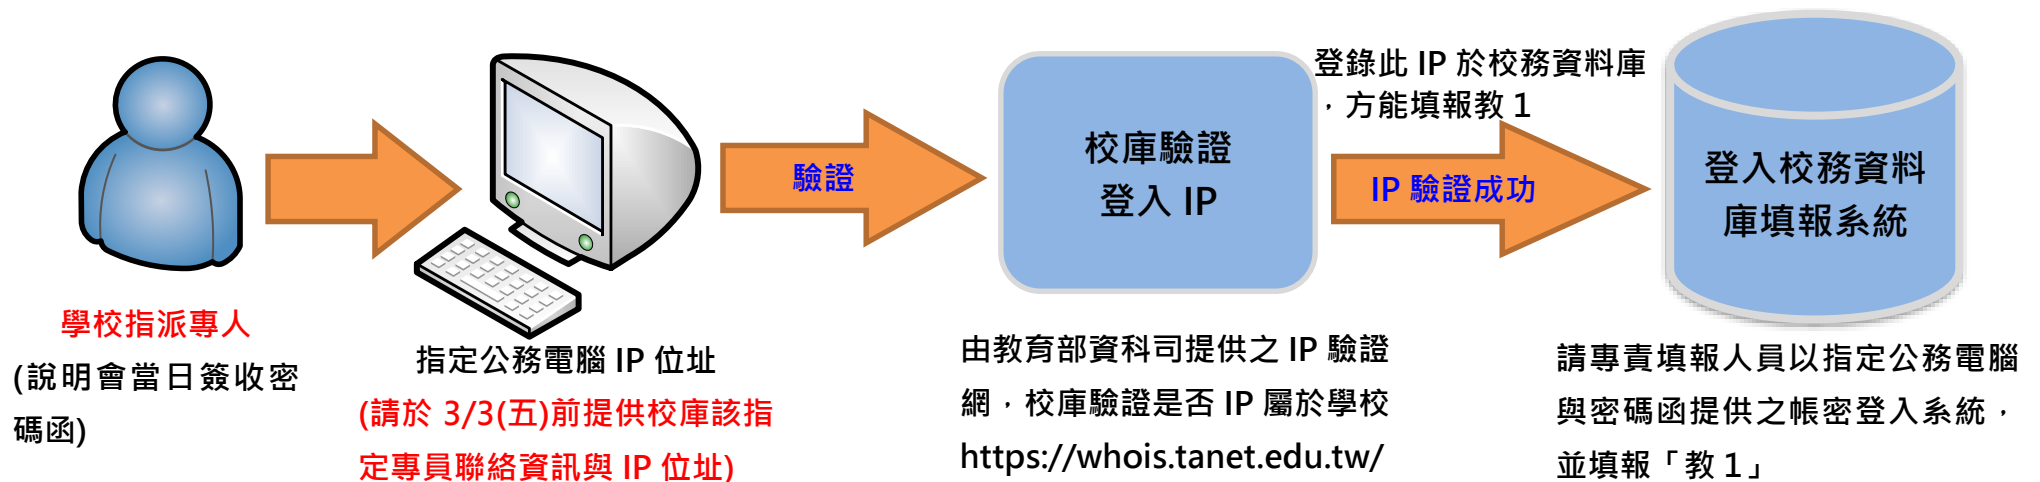 學校指派專人
(說明會當日簽收密
碼函)
指定公務電腦 IP 位址
(請於 3/3(五)前提供校庫該指
定專員聯絡資訊與 IP 位址)
驗證
校庫驗證
登入 IP
由教育部資科司提供之 IP 驗證
網，校庫驗證是否 IP 屬於學校
https://whois.tanet.edu.tw/
登錄此 IP 於校務資料庫
，方能填報教 1
IP 驗證成功
登入校務資料
庫填報系統
請專責填報人員以指定公務電腦
與密碼函提供之帳密登入系統，
並填報「教 1」